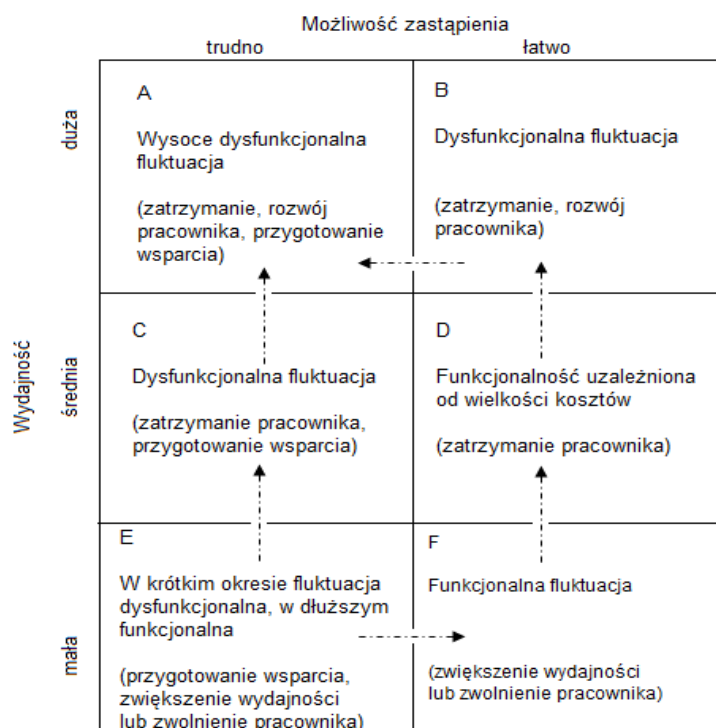 Możliwość zastąpienia
trudno
łatwo
Wydajność
duża
A
Wysoce dysfunkcjonalna
fluktuacja
(zatrzymanie, rozwój
pracownika, przygotowanie
wsparcia)
B
Dysfunkcjonalna fluktuacja
(zatrzymanie, rozwój
pracownika)
średnia
C
Dysfunkcjonalna fluktuacja
(zatrzymanie pracownika,
przygotowanie wsparcia)
D
Funkcjonalność uzależniona
od wielkości kosztów
(zatrzymanie pracownika)
mała
E
W krótkim okresie fluktuacja
dysfunkcjonalna, w dłuższym
funkcjonalna
(przygotowanie wsparcia,
zwiększenie wydajności
lub zwolnienie pracownika)
F
Funkcjonalna fluktuacja
(zwiększenie wydajności
lub zwolnienie pracownika)